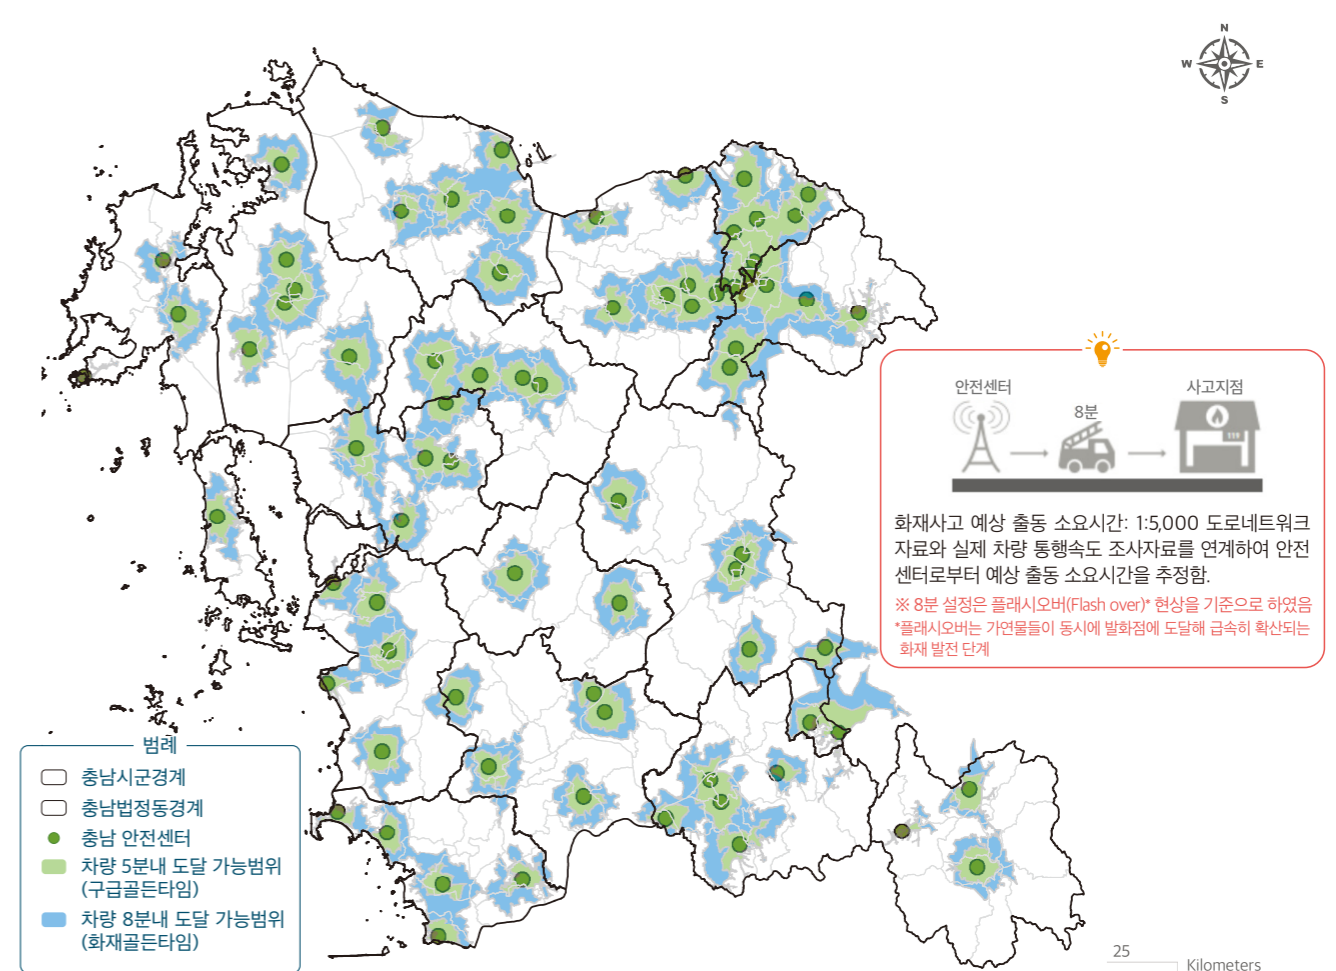 N
W E
S
안전센터
사고지점
8분
화재사고 예상 출동 소요시간: 1:5,000 도로네트워크
자료와 실제 차량 통행속도 조사자료를 연계하여 안전
센터로부터 예상 출동 소요시간을 추정함.
※ 8분 설정은 플래시오버(Flash over)* 현상을 기준으로 하였음
*플래시오버는 가연물들이 동시에 발화점에 도달해 급속히 확산되는
화재 발전 단계
범례
충남시군경계
충남법정동경계
충남 안전센터
차량 5분내 도달 가능범위
(구급골든타임)
차량 8분내 도달 가능범위
(화재골든타임)
25
Kilometers